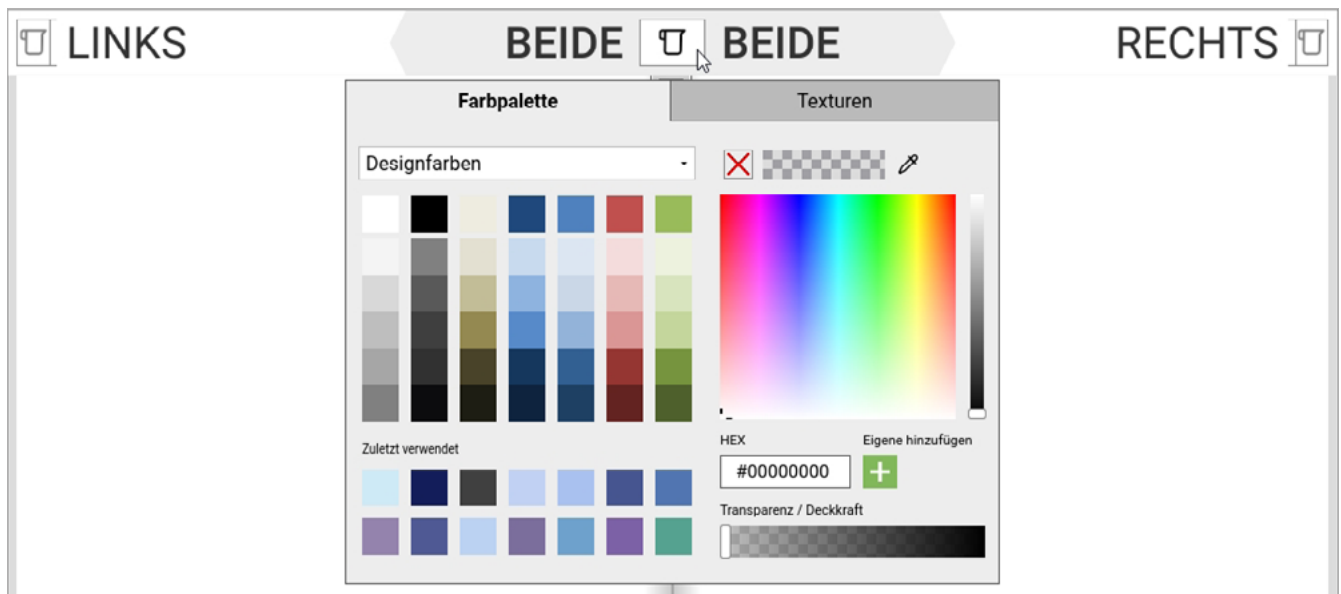 LINKS BEIDE BEIDE RECHTS
Farbpalette Texturen
Designfarben
Zuletzt verwendet
HEX Eigene hinzufügen
#00000000
Transparenz / Deckkraft